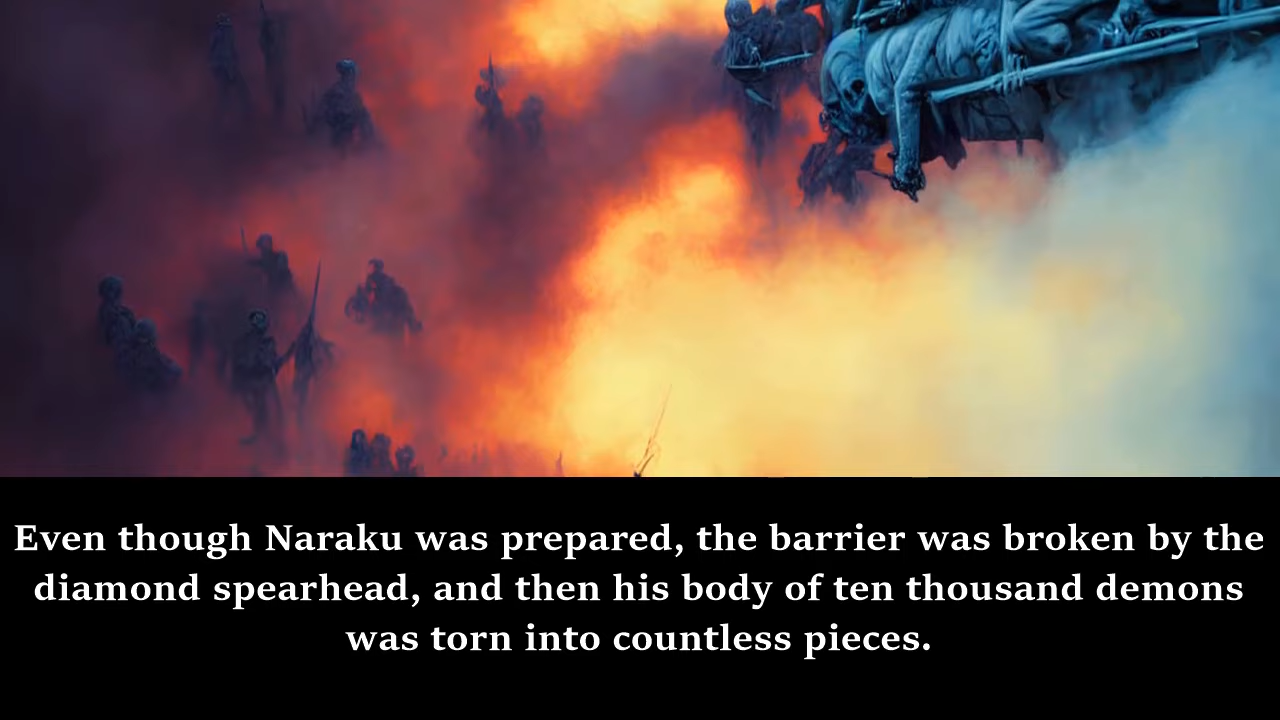 Even though Naraku was prepared, the barrier was broken by the
diamond spearhead, and then his body of ten thousand demons
was torn into countless pieces.